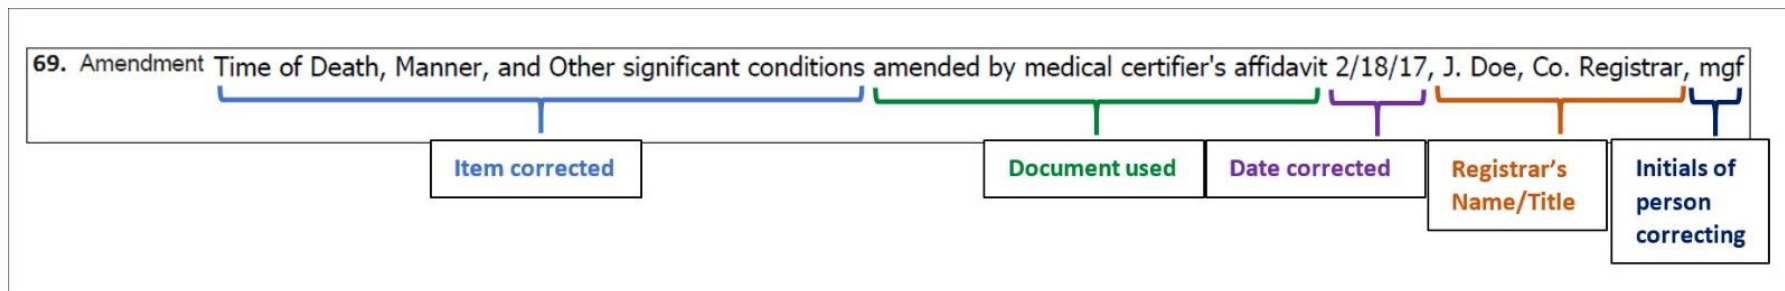 69. Amendment Time of Death, Manner, and Other significant conditions amended by medical certifier's affidavit 2/18/17, J. Doe, Co. Registrar, mgf
Item corrected
Document used
Date corrected
Registrar's
Name/Title
Initials of
person
correcting